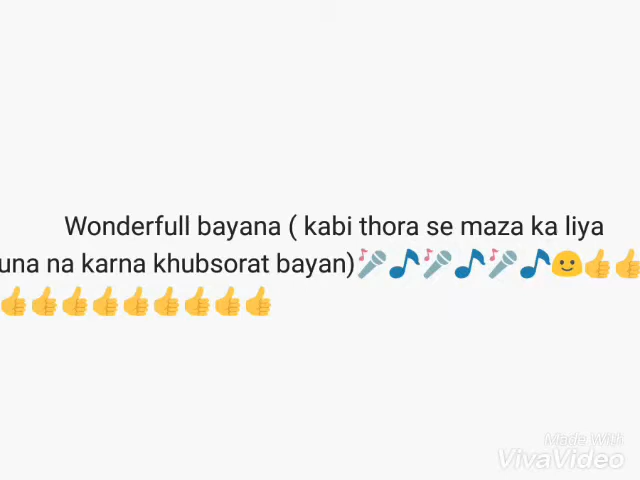 Wonderfull bayana ( kabi thora se maza ka liya
una na karna khubsorat bayan)🎤🎵🎤🎵🎤🎵🙂👍👍
👍👍👍👍👍👍👍👍👍
Made With
VivaVideo